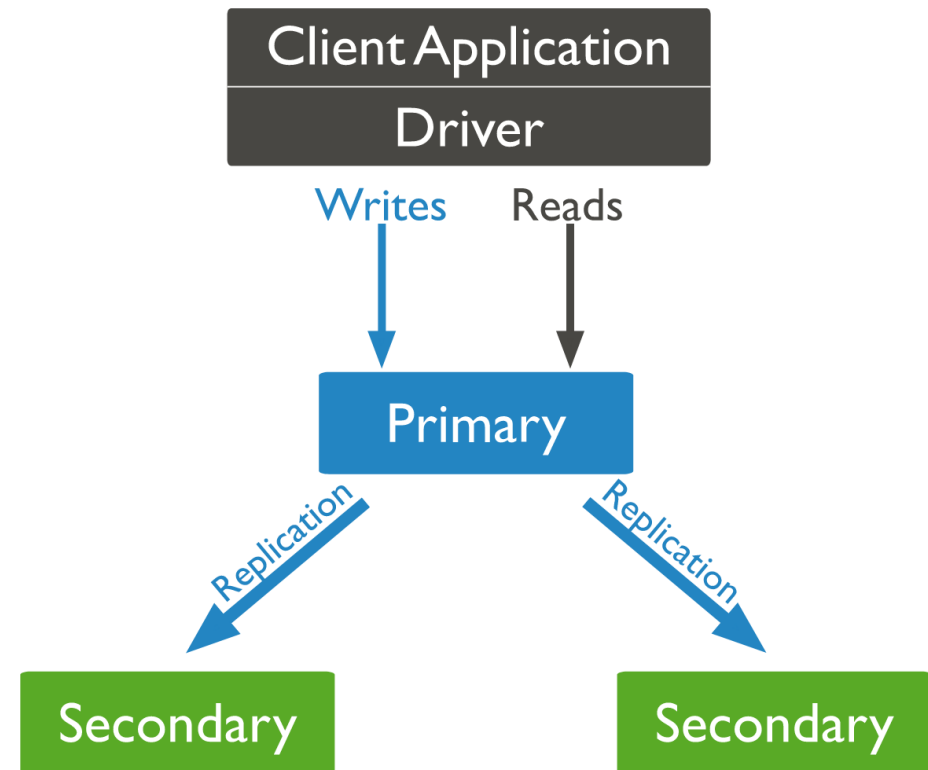 Client Application
Driver
Writes
Reads
Primary
Replication
Replication
Secondary
Secondary